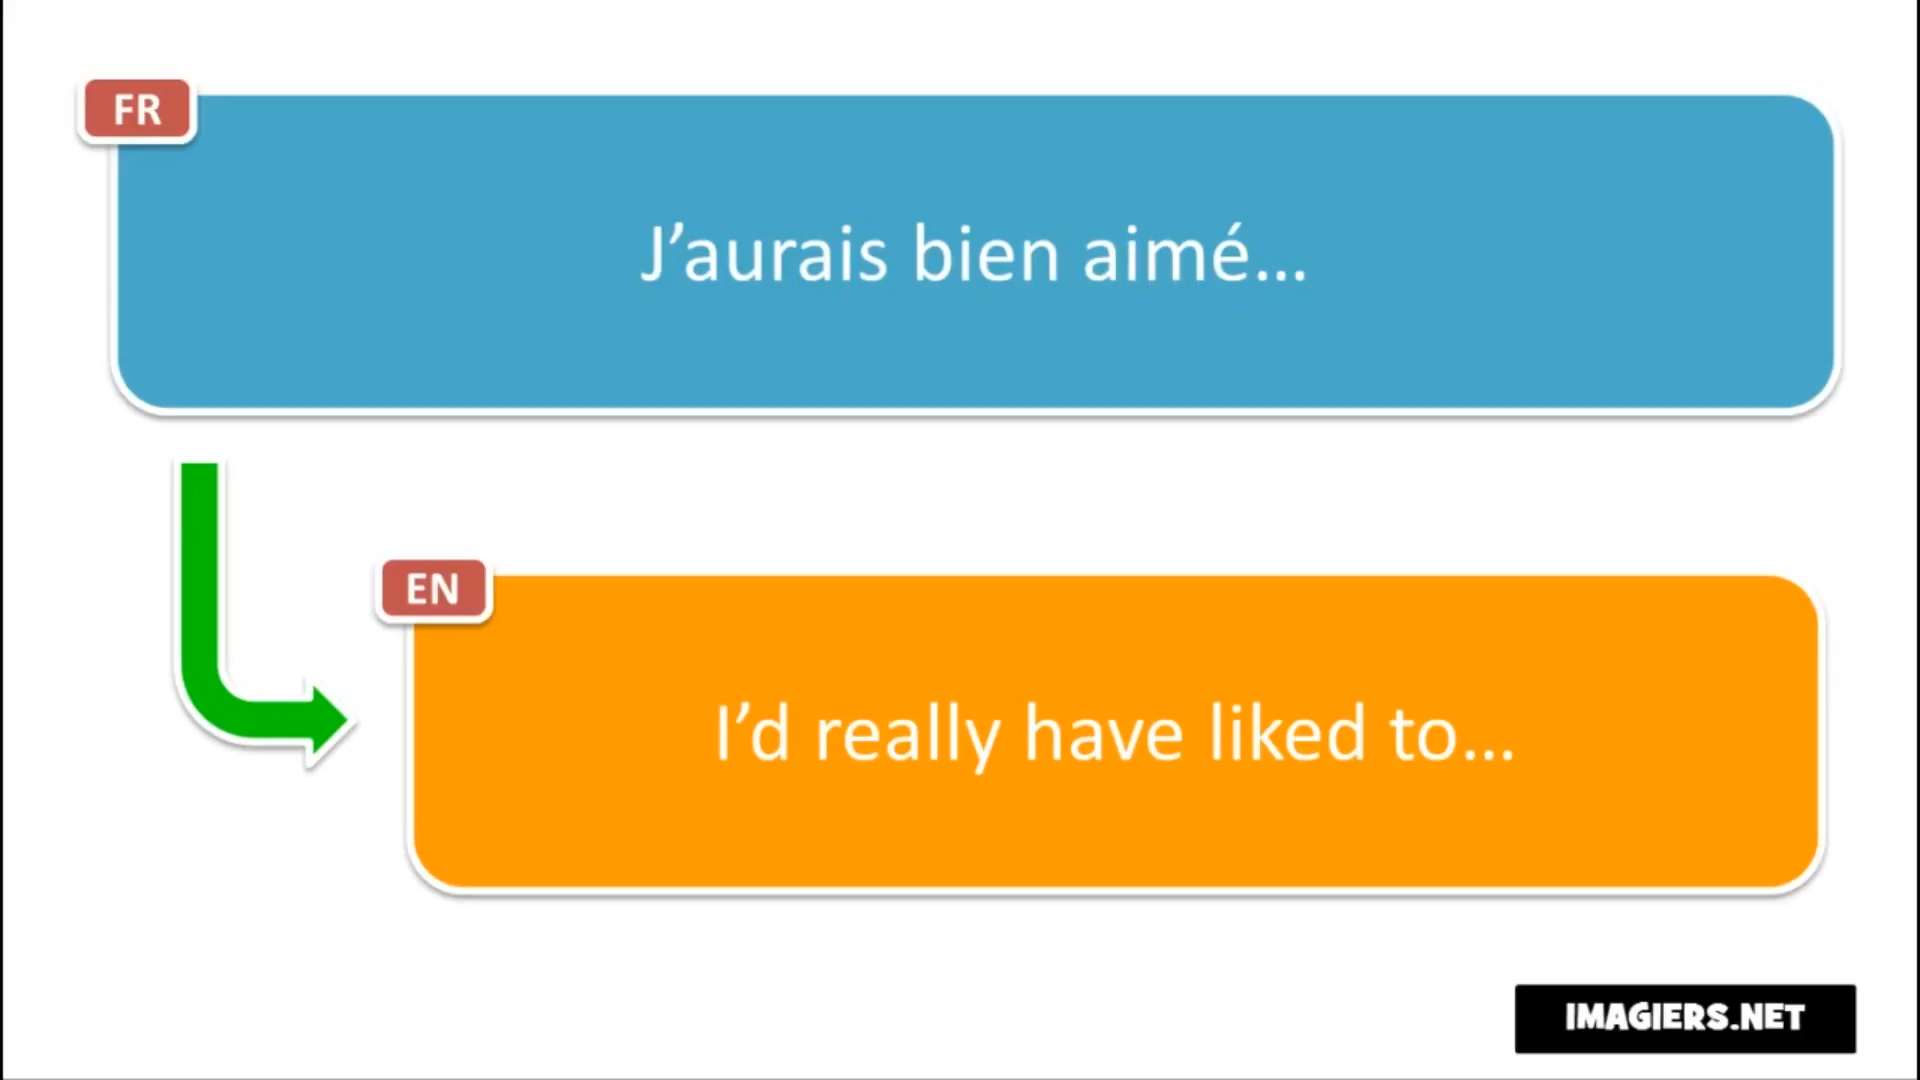 FR
J’aurais bien aimé...
EN
I’d really have liked to...
IMAGIERS.NET